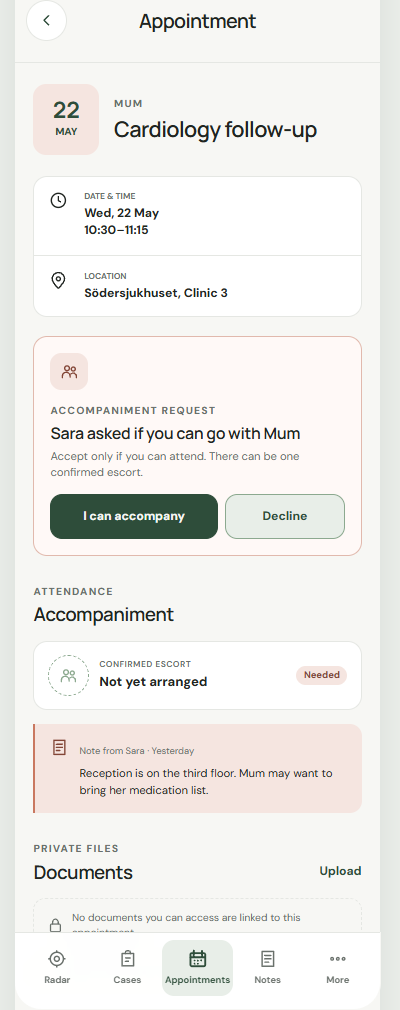 Appointment
22
MAY
MUM
Cardiology follow-up
DATE & TIME
Wed, 22 May
10:30–11:15
LOCATION
Södersjukhuset, Clinic 3
ACCOMPANIMENT REQUEST
Sara asked if you can go with Mum
Accept only if you can attend. There can be one
confirmed escort.
I can accompany
Decline
ATTENDANCE
Accompaniment
CONFIRMED ESCORT
Not yet arranged
Needed
Note from Sara · Yesterday
Reception is on the third floor. Mum may want to
bring her medication list.
PRIVATE FILES
Documents
Upload
No documents you can access are linked to this
appointment.
Radar
Cases
Appointments
Notes
More